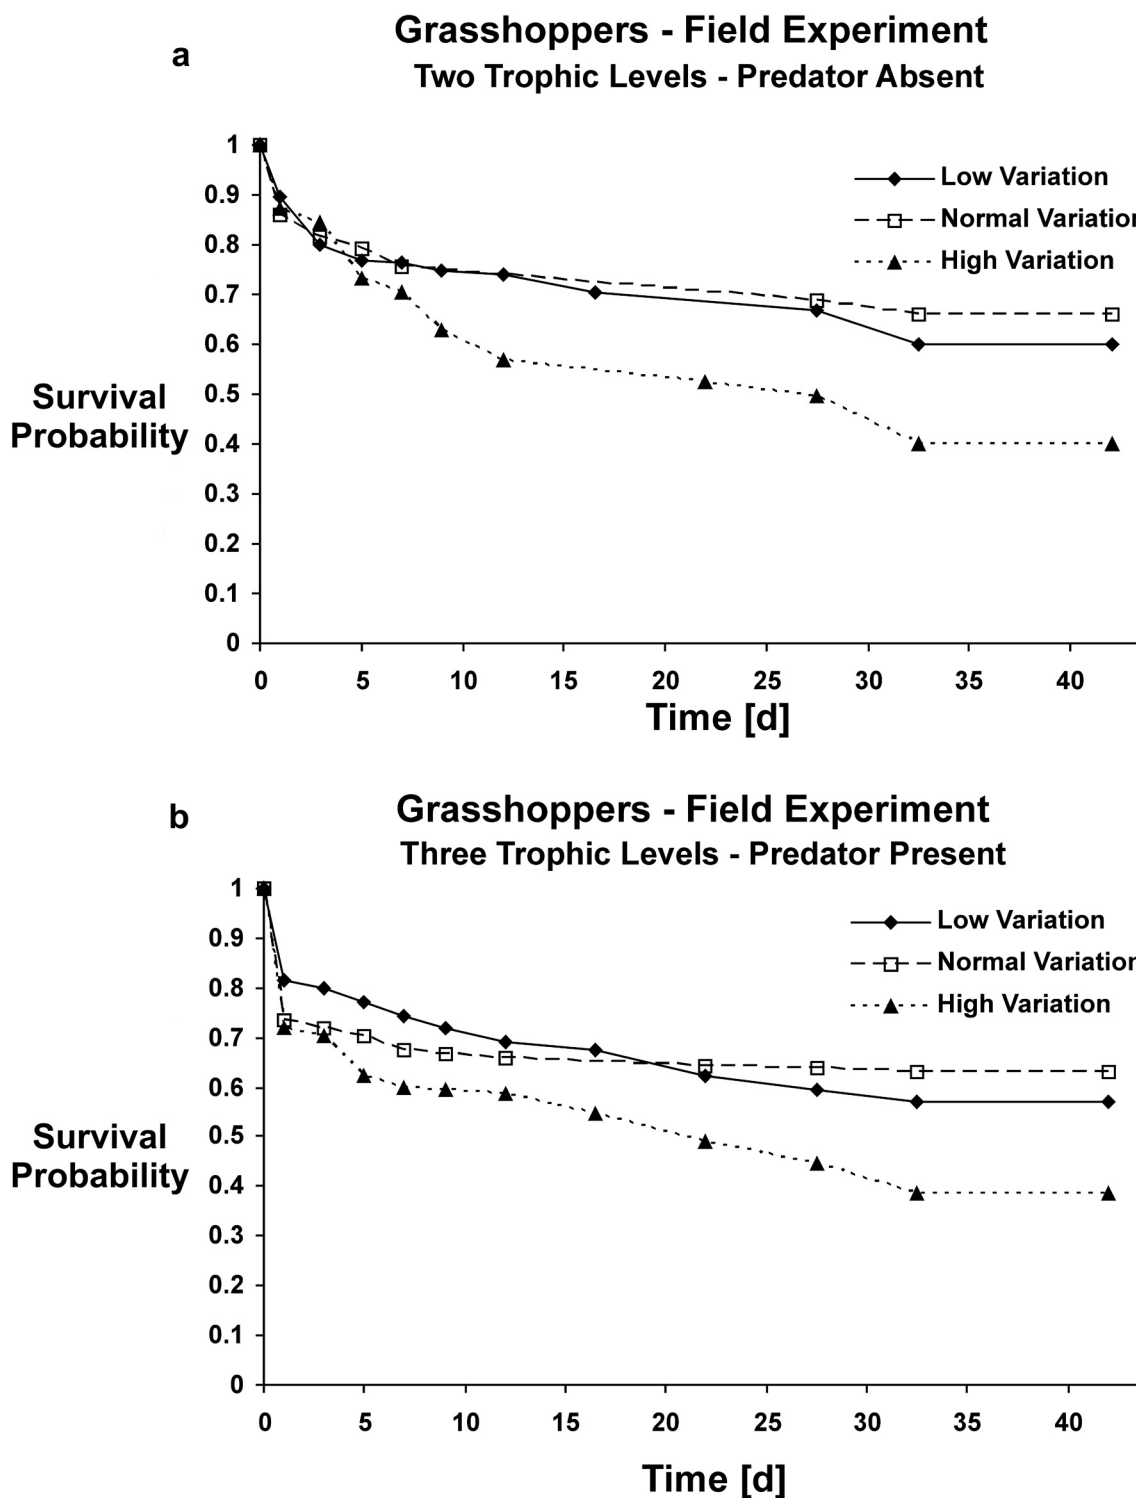 a
Grasshoppers - Field Experiment
Two Trophic Levels - Predator Absent
Low Variation
Normal Variation
High Variation
1
0.9
0.8
0.7
0.6
0.5
0.4
0.3
0.2
0.1
0
Survival
Probability
0 5 10 15 20 25 30 35 40
Time [d]
b
Grasshoppers - Field Experiment
Three Trophic Levels - Predator Present
Low Variation
Normal Variation
High Variation
1
0.9
0.8
0.7
0.6
0.5
0.4
0.3
0.2
0.1
0
Survival
Probability
0 5 10 15 20 25 30 35 40
Time [d]